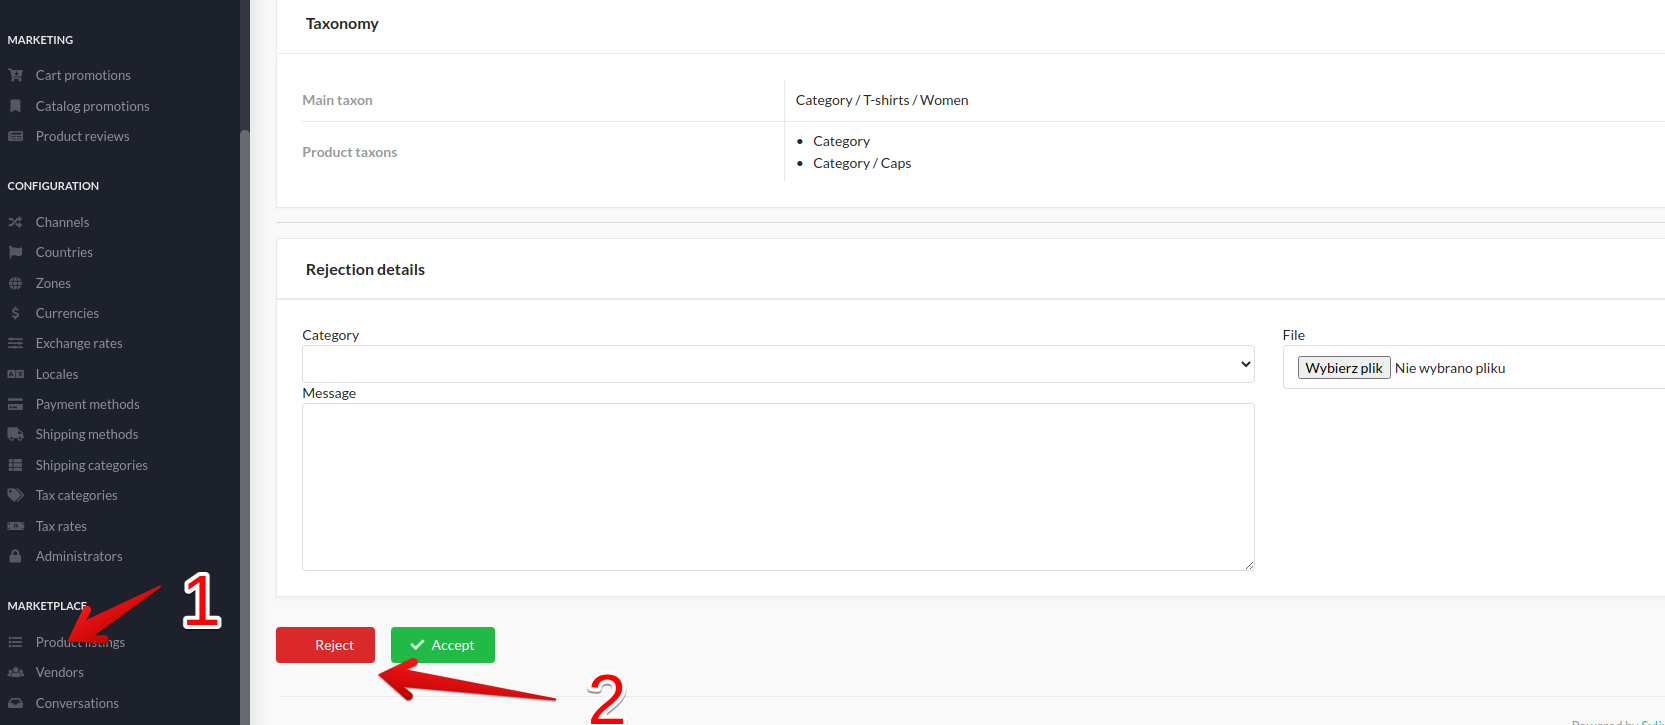 MARKETING
Cart promotions
Catalog promotions
Product reviews
CONFIGURATION
Channels
Countries
Zones
Currencies
Exchange rates
Locales
Payment methods
Shipping methods
Shipping categories
Tax categories
Tax rates
Administrators
MARKETPLACE
1
Product listings
Vendors
Conversations
Taxonomy
Main taxon
Category / T-shirts / Women
Product taxons
Category
Category / Caps
Rejection details
Category
File
Wybierz plik Nie wybrano pliku
Message
Reject
Accept
2
Powered by